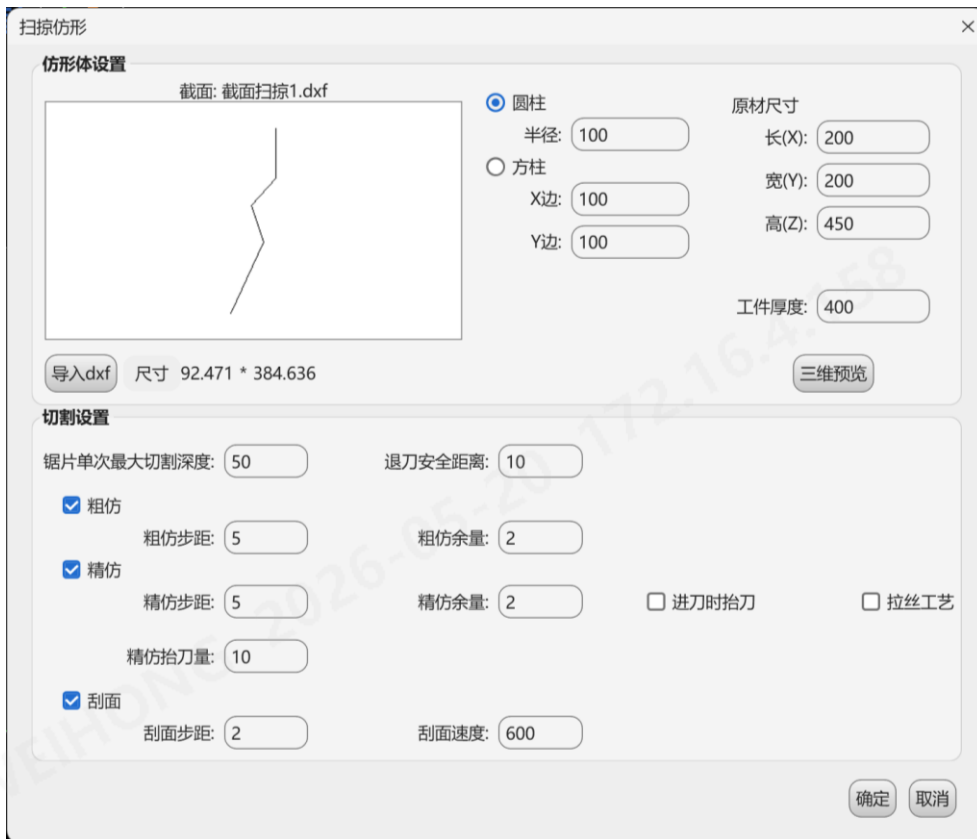 扫掠仿形
仿形体设置
截面: 截面扫掠1.dxf
圆柱
半径: 100
方柱
X边: 100
Y边: 100
原材尺寸
长(X): 200
宽(Y): 200
高(Z): 450
工件厚度: 400
导入dxf 尺寸 92.471 * 384.636
三维预览
切割设置
锯片单次最大切割深度: 50 退刀安全距离: 10
粗仿
粗仿步距: 5 粗仿余量: 2
精仿
精仿步距: 5 精仿余量: 2 进刀时抬刀 拉丝工艺
精仿抬刀量: 10
刮面
刮面步距: 2 刮面速度: 600
确定 取消
WEIHONG 2026-05-20